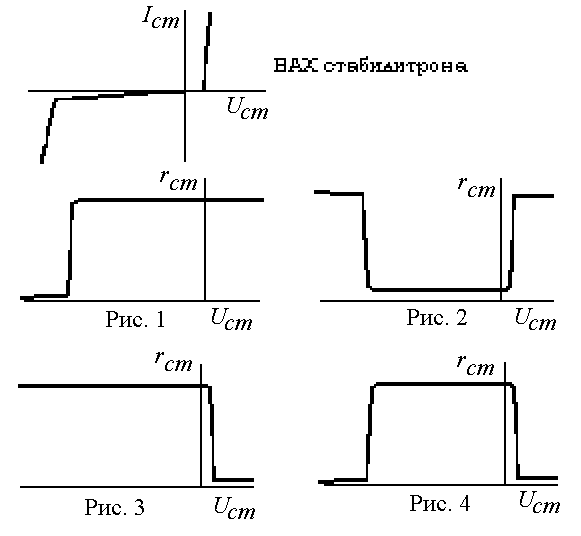 Iст
ВАХ стабилитрона
Uст
rст
rст
Рис. 1
Uст
Рис. 2
Uст
rст
rст
Рис. 3
Uст
Рис. 4
Uст